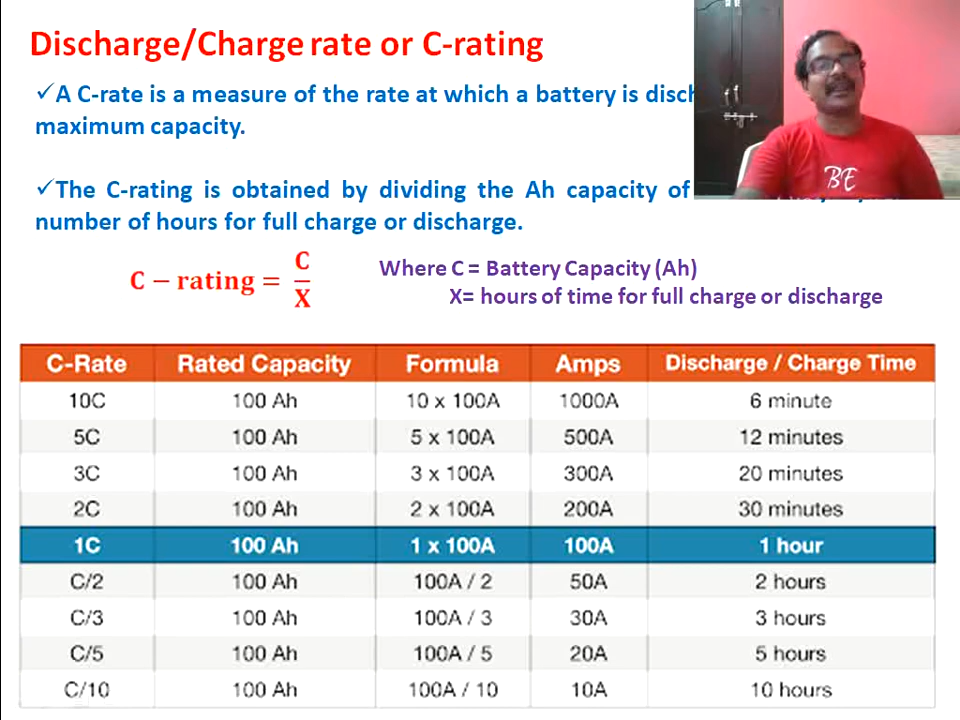 Discharge/Charge rate or C-rating
✓A C-rate is a measure of the rate at which a battery is
maximum capacity.
✓The C-rating is obtained by dividing the Ah capacity of
number of hours for full charge or discharge.
C – rating = C/X
Where C = Battery Capacity (Ah)
X= hours of time for full charge or discharge
BE
C-Rate Rated Capacity Formula Amps Discharge / Charge Time
10C 100 Ah 10 x 100A 1000A 6 minute
5C 100 Ah 5 x 100A 500A 12 minutes
3C 100 Ah 3 x 100A 300A 20 minutes
2C 100 Ah 2 x 100A 200A 30 minutes
1C 100 Ah 1 x 100A 100A 1 hour
C/2 100 Ah 100A / 2 50A 2 hours
C/3 100 Ah 100A / 3 30A 3 hours
C/5 100 Ah 100A / 5 20A 5 hours
C/10 100 Ah 100A / 10 10A 10 hours